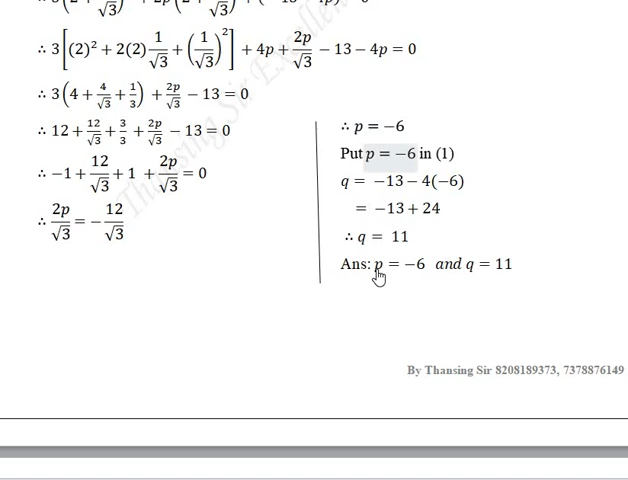 ∴ 3[(2)² + 2(2) 1/√3 + (1/√3)²] + 4p + 2p/√3 − 13 − 4p = 0
∴ 3(4 + 4/√3 + 1/3) + 2p/√3 − 13 = 0
∴ 12 + 12/√3 + 3/3 + 2p/√3 − 13 = 0
∴ −1 + 12/√3 + 1 + 2p/√3 = 0
∴ 2p/√3 = − 12/√3
∴ p = −6
Put p = −6 in (1)
q = −13 − 4(−6)
= −13 + 24
∴ q = 11
Ans: p = −6 and q = 11
By Thansing Sir 8208189373, 7378876149
Thansing Sir Excellen